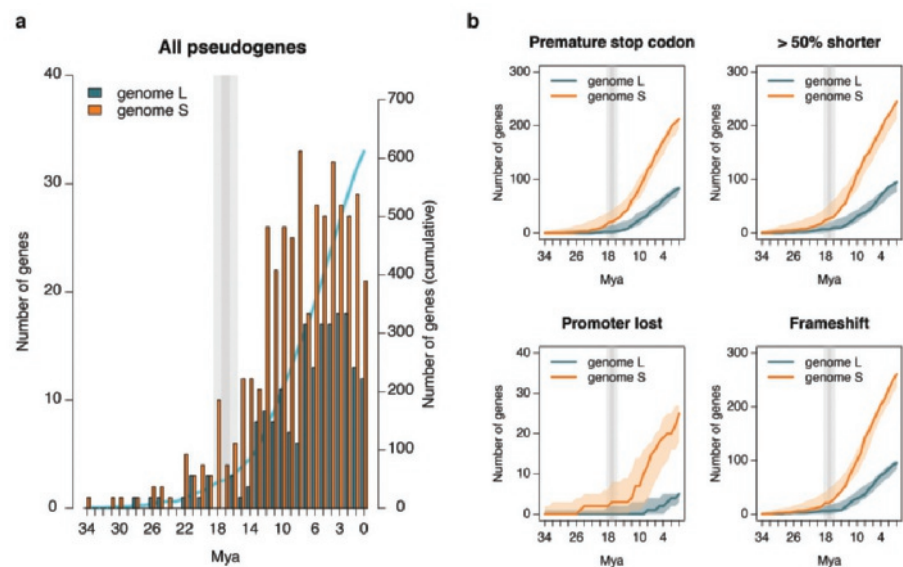 a
All pseudogenes
genome L
genome S
Number of genes
40
30
20
10
0
Number of genes (cumulative)
700
600
500
400
300
200
100
0
34 30 26 22 18 14 10 6 3 0
Mya
b
Premature stop codon
genome L
genome S
Number of genes
300
200
100
0
34 26 18 4
Mya
> 50% shorter
genome L
genome S
Number of genes
300
200
100
0
34 26 18 4
Mya
Promoter lost
genome L
genome S
Number of genes
40
30
20
10
0
34 26 18 4
Mya
Frameshift
genome L
genome S
Number of genes
300
200
100
0
34 26 18 4
Mya